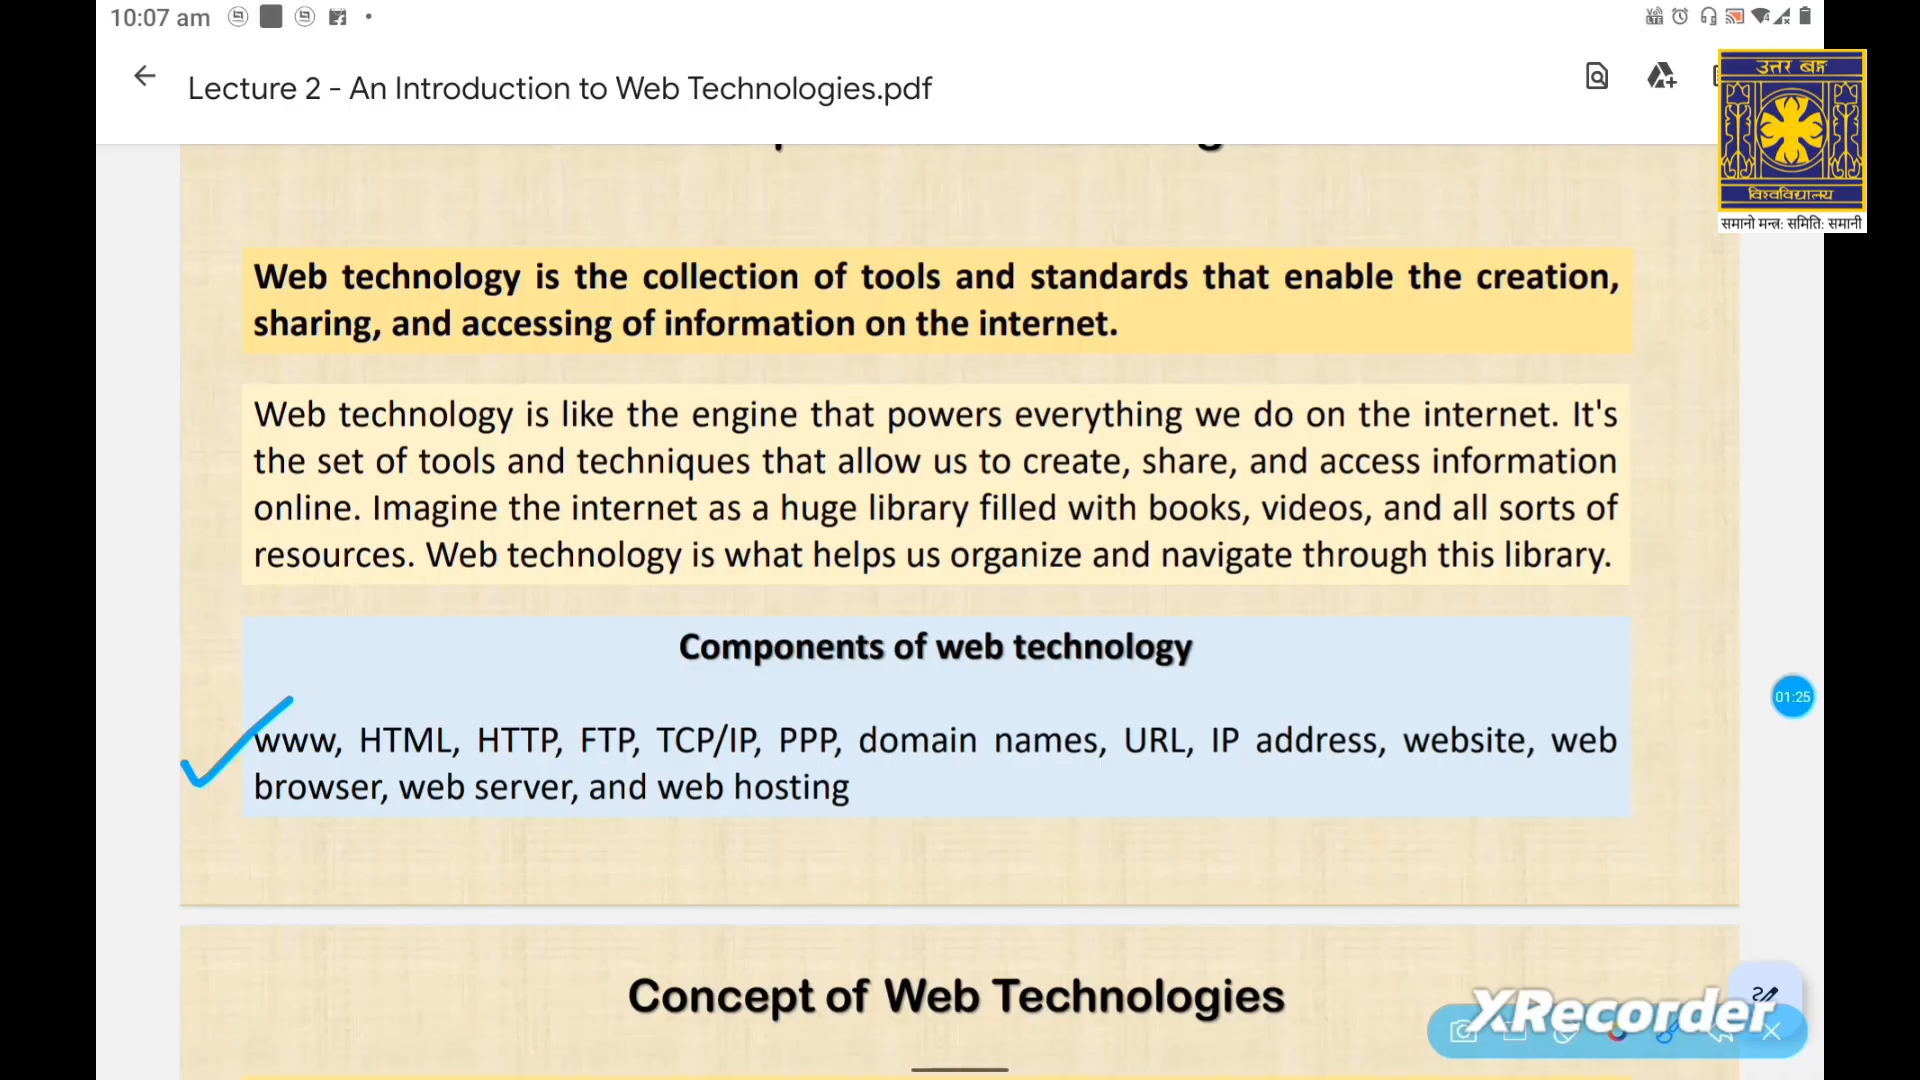 10:07 am
Lecture 2 - An Introduction to Web Technologies.pdf
उत्तर बङ्ग
विश्वविद्यालय
समानो मन्त्र: समिति: समानी
Web technology is the collection of tools and standards that enable the creation,
sharing, and accessing of information on the internet.
Web technology is like the engine that powers everything we do on the internet. It's
the set of tools and techniques that allow us to create, share, and access information
online. Imagine the internet as a huge library filled with books, videos, and all sorts of
resources. Web technology is what helps us organize and navigate through this library.
Components of web technology
01:25
www, HTML, HTTP, FTP, TCP/IP, PPP, domain names, URL, IP address, website, web
browser, web server, and web hosting
Concept of Web Technologies
XRecorder